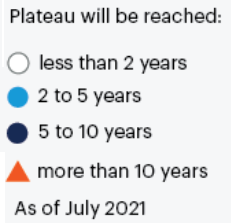 Plateau will be reached:
less than 2 years
2 to 5 years
5 to 10 years
more than 10 years
As of July 2021